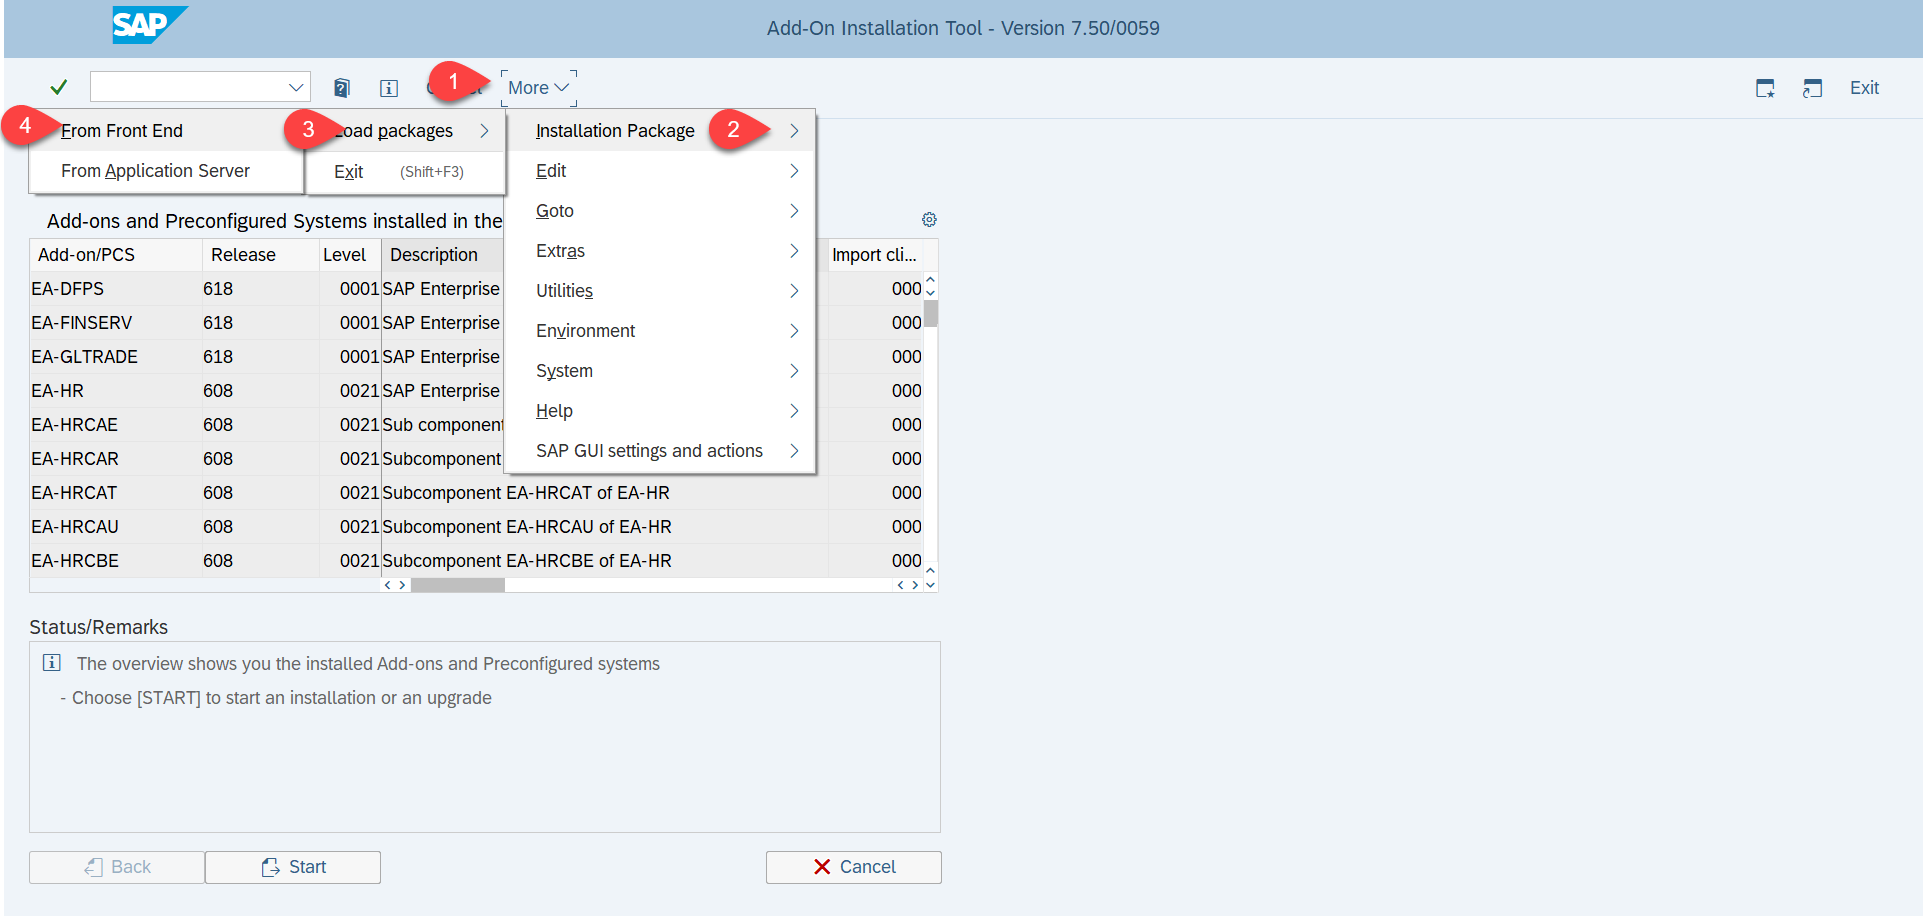 SAP
Add-On Installation Tool - Version 7.50/0059
1
More
Exit
4
From Front End
3
Load packages
Installation Package
2
From Application Server
Exit (Shift+F3)
Edit
Goto
Extras
Utilities
Environment
System
Help
SAP GUI settings and actions
Add-ons and Preconfigured Systems installed in the
Add-on/PCS Release Level Description Import cli...
EA-DFPS 618 0001 SAP Enterprise 000
EA-FINSERV 618 0001 SAP Enterprise 000
EA-GLTRADE 618 0001 SAP Enterprise 000
EA-HR 608 0021 SAP Enterprise 000
EA-HRCAE 608 0021 Sub component 000
EA-HRCAR 608 0021 Subcomponent 000
EA-HRCAT 608 0021 Subcomponent EA-HRCAT of EA-HR 000
EA-HRCAU 608 0021 Subcomponent EA-HRCAU of EA-HR 000
EA-HRCBE 608 0021 Subcomponent EA-HRCBE of EA-HR 000
Status/Remarks
The overview shows you the installed Add-ons and Preconfigured systems
- Choose [START] to start an installation or an upgrade
Back
Start
Cancel